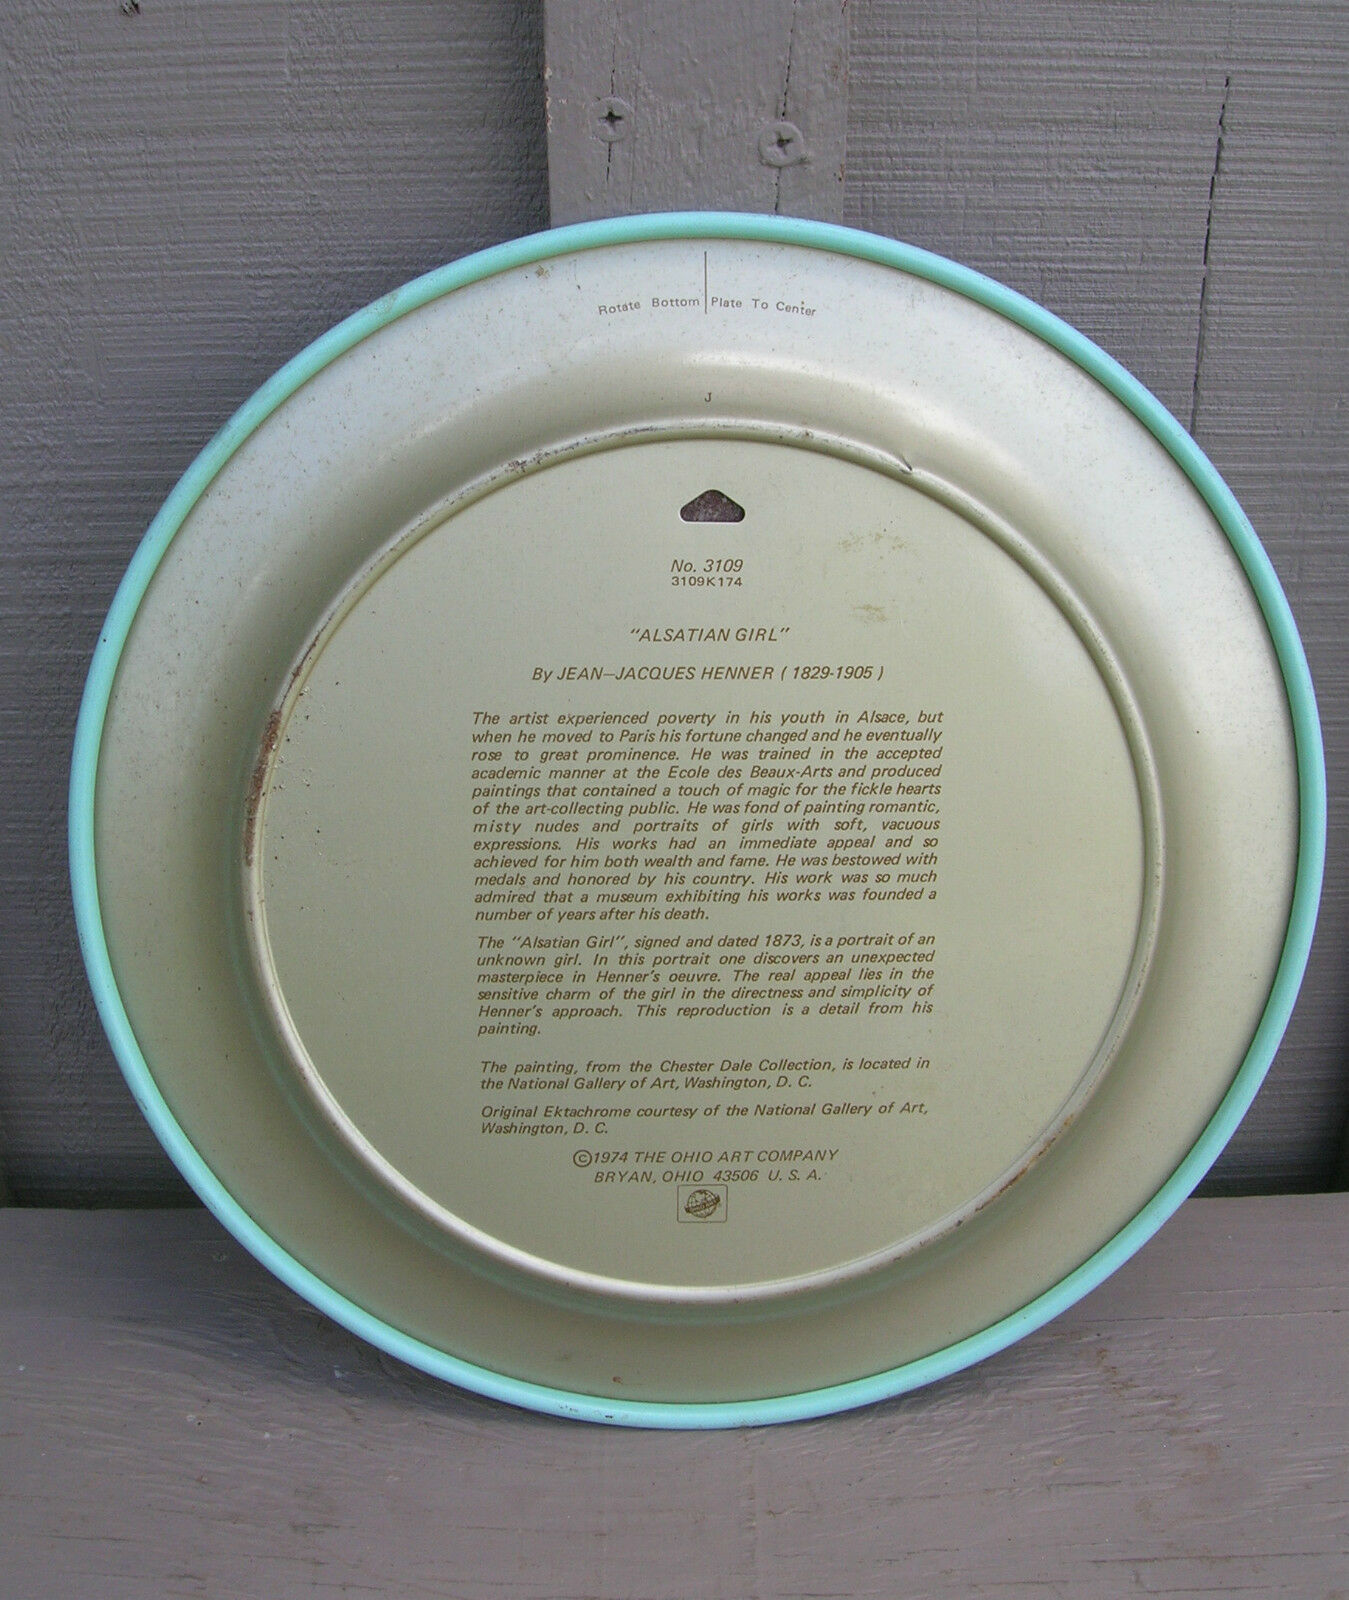 Rotate Bottom Plate To Center
J
No. 3109
3109K174
"ALSATIAN GIRL"
By JEAN-JACQUES HENNER ( 1829-1905 )
The artist experienced poverty in his youth in Alsace, but
when he moved to Paris his fortune changed and he eventually
rose to great prominence. He was trained in the accepted
academic manner at the Ecole des Beaux-Arts and produced
paintings that contained a touch of magic for the fickle hearts
of the art-collecting public. He was fond of painting romantic,
misty nudes and portraits of girls with soft, vacuous
expressions. His works had an immediate appeal and so
achieved for him both wealth and fame. He was bestowed with
medals and honored by his country. His work was so much
admired that a museum exhibiting his works was founded a
number of years after his death.
The "Alsatian Girl", signed and dated 1873, is a portrait of an
unknown girl. In this portrait one discovers an unexpected
masterpiece in Henner's oeuvre. The real appeal lies in the
sensitive charm of the girl in the directness and simplicity of
Henner's approach. This reproduction is a detail from his
painting.
The painting, from the Chester Dale Collection, is located in
the National Gallery of Art, Washington, D. C.
Original Ektachrome courtesy of the National Gallery of Art,
Washington, D. C.
©1974 THE OHIO ART COMPANY
BRYAN, OHIO 43506 U. S. A.